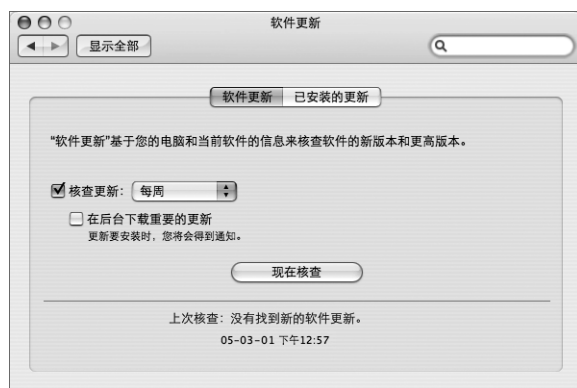 软件更新
显示全部
软件更新 已安装的更新
“软件更新”基于您的电脑和当前软件的信息来核查软件的新版本和更高版本。
核查更新： 每周
在后台下载重要的更新
更新要安装时，您将会得到通知。
现在核查
上次核查：没有找到新的软件更新。
05-03-01 下午12:57